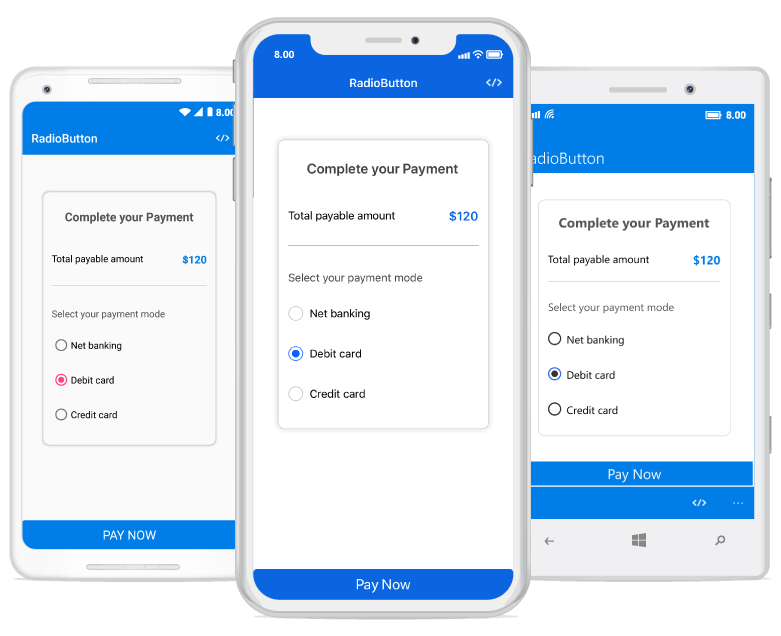 8.00
RadioButton
</>
Complete your Payment
Total payable amount $120
Select your payment mode
Net banking
Debit card
Credit card
PAY NOW
8.00
RadioButton
</>
Complete your Payment
Total payable amount $120
Select your payment mode
Net banking
Debit card
Credit card
Pay Now
8.00
adioButton
Complete your Payment
Total payable amount $120
Select your payment mode
Net banking
Debit card
Credit card
Pay Now
</> ...